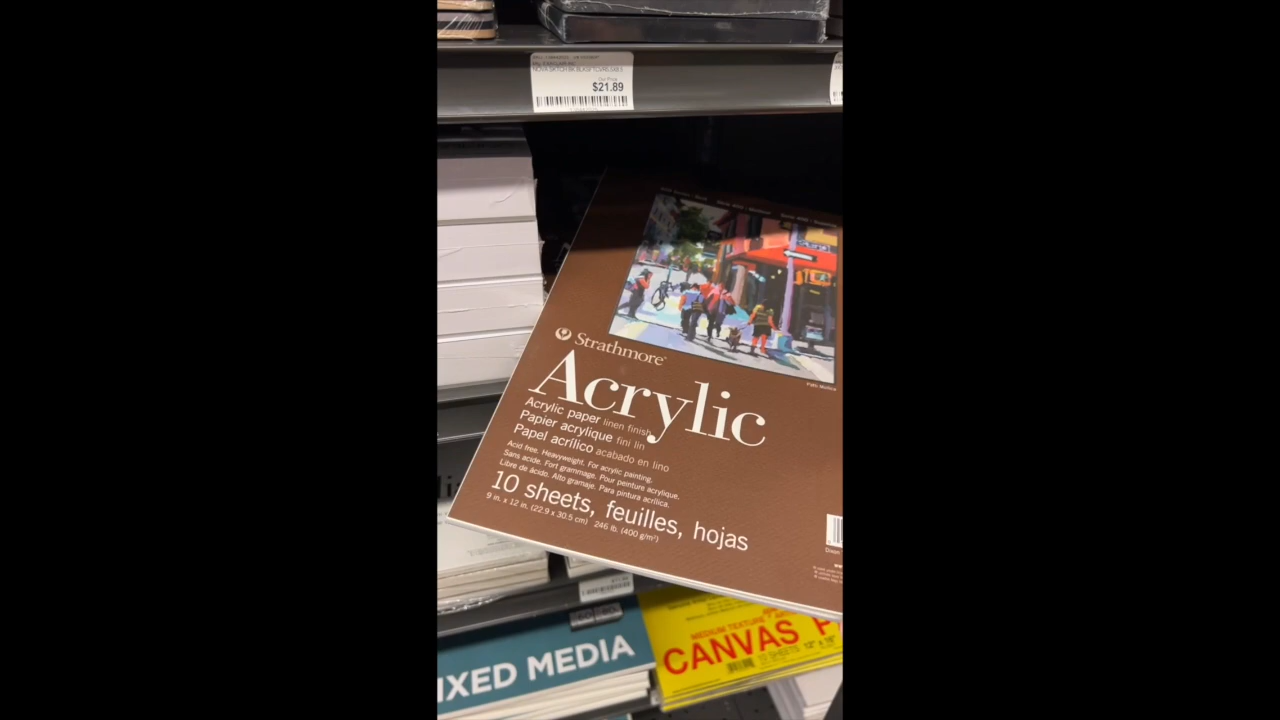 $21.89
Strathmore
Acrylic
Acrylic paper linen finish
Papier acrylique fini lin
Papel acrílico acabado en lino
Acid free. Heavyweight. For acrylic painting.
Sans acide. Fort grammage. Pour peinture acrylique.
Libre de ácido. Alto gramaje. Para pintura acrílica.
10 sheets, feuilles, hojas
9 in. x 12 in. (22.9 x 30.5 cm) 246 lb. (400 g/m²)
IXED MEDIA
MEDIUM TEXTURE
CANVAS P